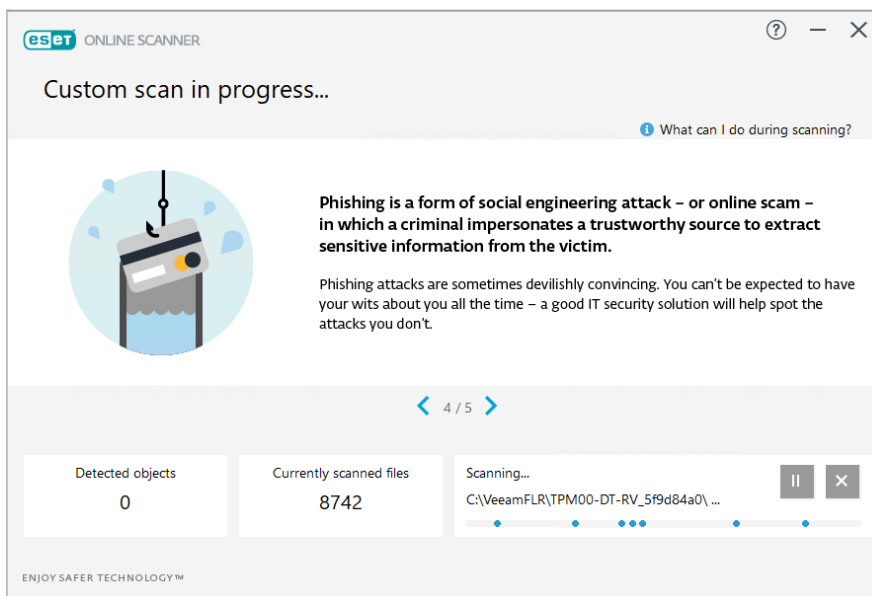 eset ONLINE SCANNER
Custom scan in progress...
What can I do during scanning?
Phishing is a form of social engineering attack – or online scam –
in which a criminal impersonates a trustworthy source to extract
sensitive information from the victim.
Phishing attacks are sometimes devilishly convincing. You can't be expected to have
your wits about you all the time – a good IT security solution will help spot the
attacks you don't.
4 / 5
Detected objects
0
Currently scanned files
8742
Scanning...
C:\VeeamFLR\TPM00-DT-RV_5f9d84a0\ ...
ENJOY SAFER TECHNOLOGY™